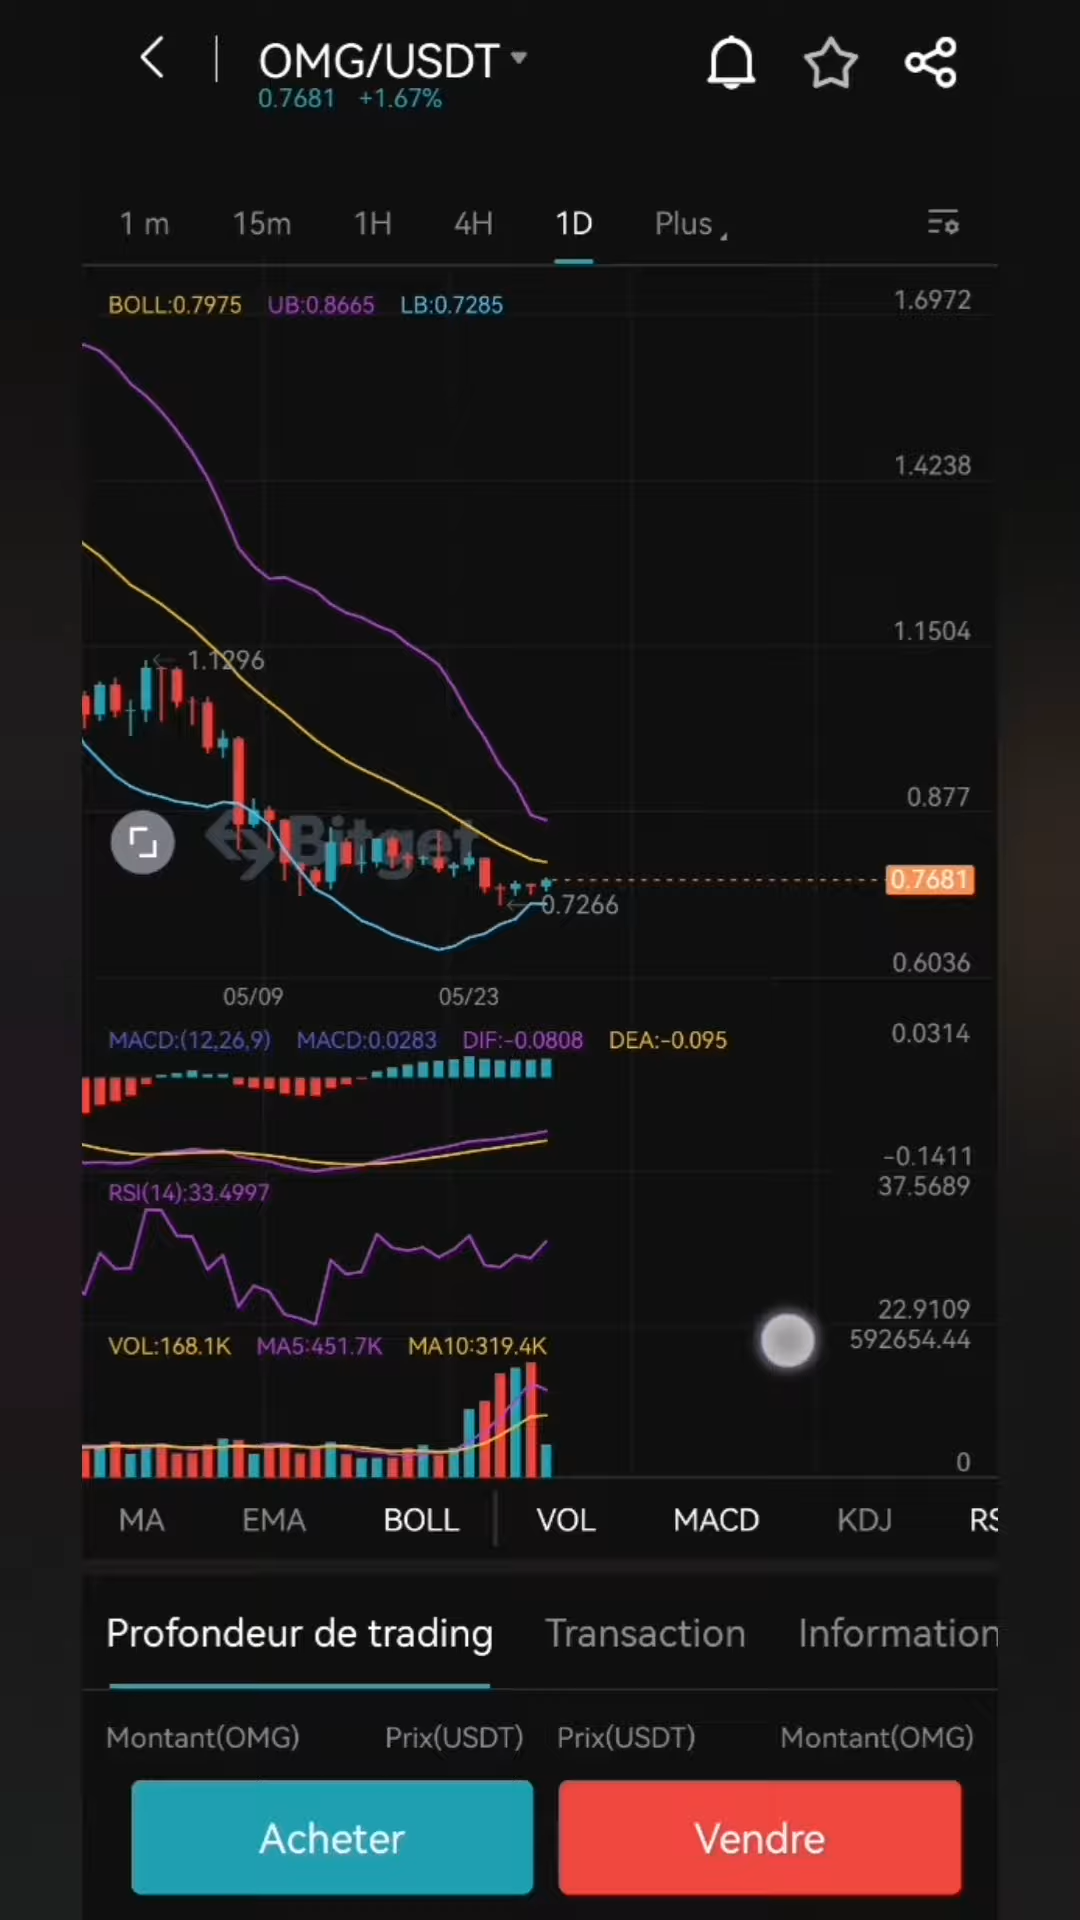 OMG/USDT
0.7681 +1.67%
1 m 15m 1H 4H 1D Plus
BOLL:0.7975 UB:0.8665 LB:0.7285
1.6972
1.4238
1.1504
1.1296
0.877
Bitget
0.7681
0.7266
0.6036
05/09 05/23
MACD:(12,26,9) MACD:0.0283 DIF:-0.0808 DEA:-0.095
0.0314
-0.1411
37.5689
RSI(14):33.4997
22.9109
592654.44
VOL:168.1K MA5:451.7K MA10:319.4K
0
MA EMA BOLL VOL MACD KDJ RS
Profondeur de trading Transaction Information
Montant(OMG) Prix(USDT) Prix(USDT) Montant(OMG)
Acheter Vendre